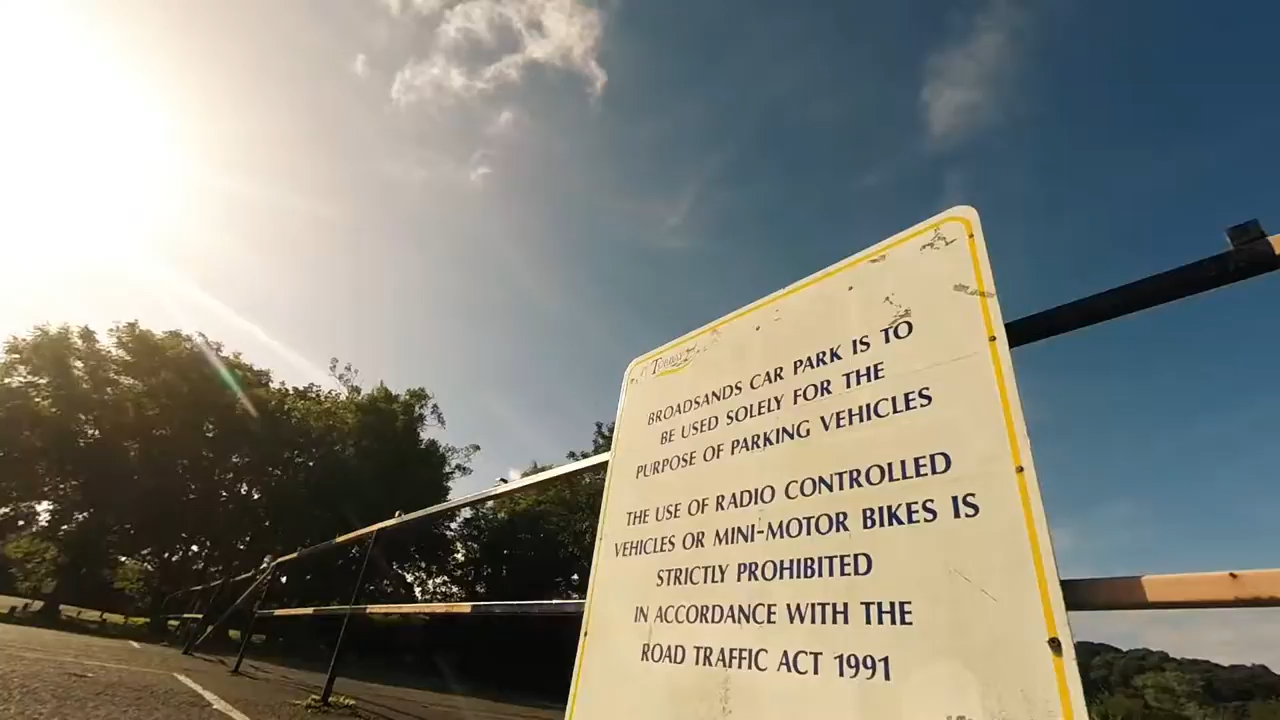 Torbay
BROADSANDS CAR PARK IS TO
BE USED SOLELY FOR THE
PURPOSE OF PARKING VEHICLES
THE USE OF RADIO CONTROLLED
VEHICLES OR MINI-MOTOR BIKES IS
STRICTLY PROHIBITED
IN ACCORDANCE WITH THE
ROAD TRAFFIC ACT 1991